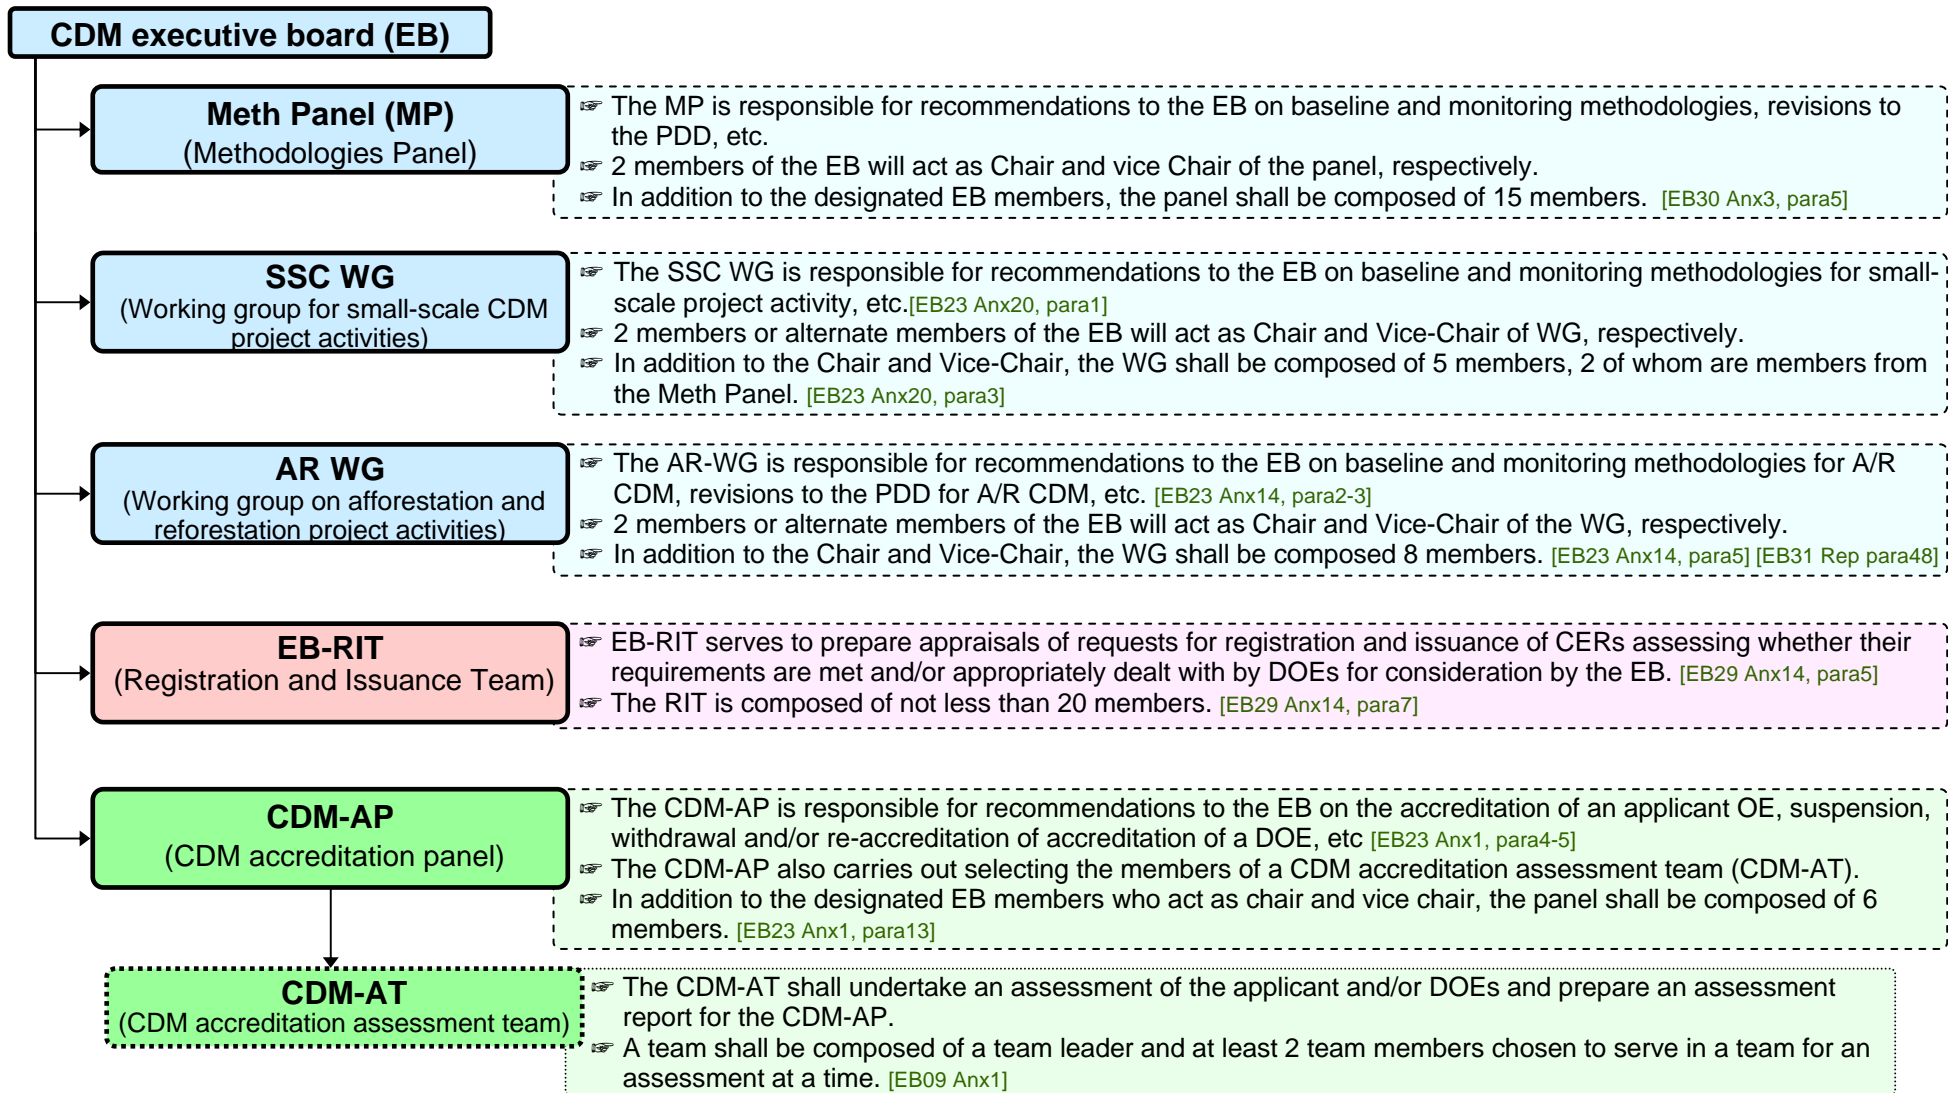 CDM executive board (EB)
Meth Panel (MP)
(Methodologies Panel)
☞ The MP is responsible for recommendations to the EB on baseline and monitoring methodologies, revisions to
the PDD, etc.
☞ 2 members of the EB will act as Chair and vice Chair of the panel, respectively.
☞ In addition to the designated EB members, the panel shall be composed of 15 members. [EB30 Anx3, para5]
SSC WG
(Working group for small-scale CDM
project activities)
☞ The SSC WG is responsible for recommendations to the EB on baseline and monitoring methodologies for small-
scale project activity, etc.[EB23 Anx20, para1]
☞ 2 members or alternate members of the EB will act as Chair and Vice-Chair of WG, respectively.
☞ In addition to the Chair and Vice-Chair, the WG shall be composed of 5 members, 2 of whom are members from
the Meth Panel. [EB23 Anx20, para3]
AR WG
(Working group on afforestation and
reforestation project activities)
☞ The AR-WG is responsible for recommendations to the EB on baseline and monitoring methodologies for A/R
CDM, revisions to the PDD for A/R CDM, etc. [EB23 Anx14, para2-3]
☞ 2 members or alternate members of the EB will act as Chair and Vice-Chair of the WG, respectively.
☞ In addition to the Chair and Vice-Chair, the WG shall be composed 8 members. [EB23 Anx14, para5] [EB31 Rep para48]
EB-RIT
(Registration and Issuance Team)
☞ EB-RIT serves to prepare appraisals of requests for registration and issuance of CERs assessing whether their
requirements are met and/or appropriately dealt with by DOEs for consideration by the EB. [EB29 Anx14, para5]
☞ The RIT is composed of not less than 20 members. [EB29 Anx14, para7]
CDM-AP
(CDM accreditation panel)
☞ The CDM-AP is responsible for recommendations to the EB on the accreditation of an applicant OE, suspension,
withdrawal and/or re-accreditation of accreditation of a DOE, etc [EB23 Anx1, para4-5]
☞ The CDM-AP also carries out selecting the members of a CDM accreditation assessment team (CDM-AT).
☞ In addition to the designated EB members who act as chair and vice chair, the panel shall be composed of 6
members. [EB23 Anx1, para13]
CDM-AT
(CDM accreditation assessment team)
☞ The CDM-AT shall undertake an assessment of the applicant and/or DOEs and prepare an assessment
report for the CDM-AP.
☞ A team shall be composed of a team leader and at least 2 team members chosen to serve in a team for an
assessment at a time. [EB09 Anx1]